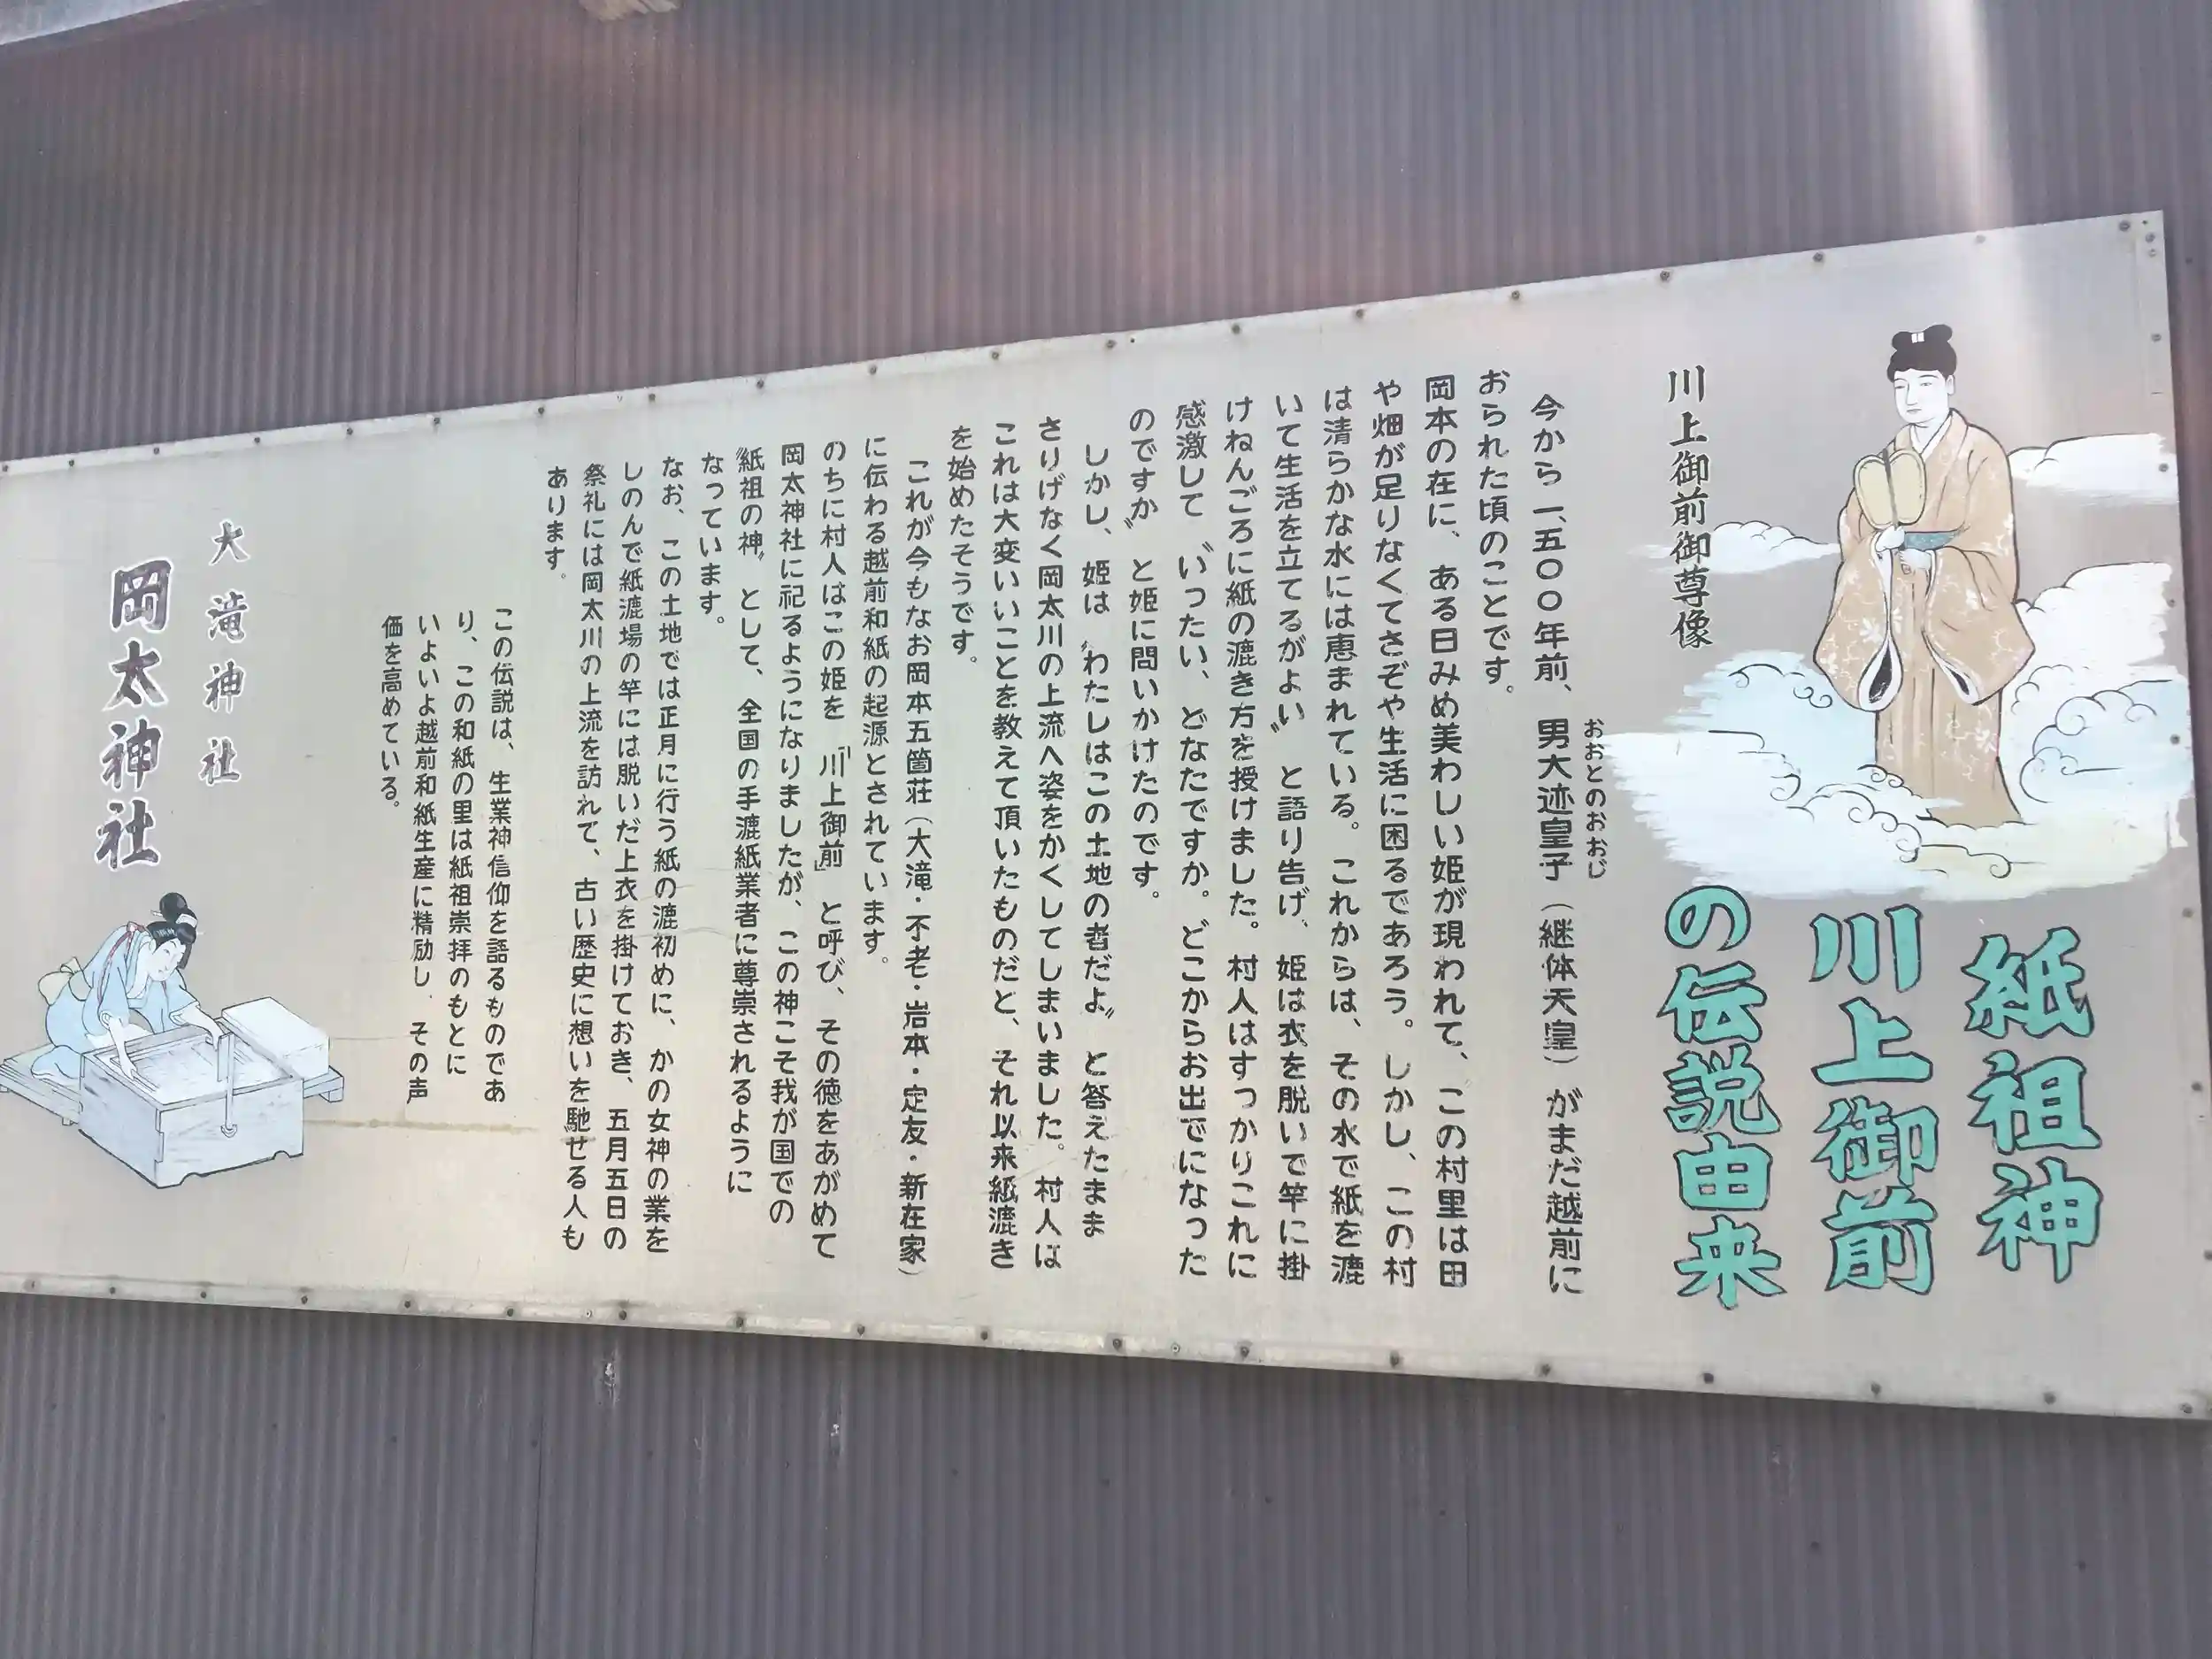 紙祖神
川上御前
の伝説由来
川上御前御尊像
おおとのおおじ
今から一、五〇〇年前、男大迹皇子（継体天皇）がまだ越前に
おられた頃のことです。
岡本の在に、ある日みめ美わしい姫が現われて、この村里は田
や畑が足りなくてさぞや生活に困るであろう。しかし、この村
は清らかな水には恵まれている。これからは、その水で紙を漉
いて生活を立てるがよい〟と語り告げ、姫は衣を脱いで竿に掛
けねんごろに紙の漉き方を授けました。村人はすっかりこれに
感激して〝いったい、どなたですか。どこからお出でになった
のですか〟と姫に問いかけたのです。
しかし、姫は〝わたしはこの土地の者だよ〟と答えたまま
さりげなく岡太川の上流へ姿をかくしてしまいました。村人は
これは大変いいことを教えて頂いたものだと、それ以来紙漉き
を始めたそうです。
これが今もなお岡本五箇荘（大滝・不老・岩本・定友・新在家）
に伝わる越前和紙の起源とされています。
のちに村人はこの姫を『川上御前』と呼び、その徳をあがめて
岡太神社に祀るようになりましたが、この神こそ我が国での
〝紙祖の神〟として、全国の手漉紙業者に尊崇されるように
なっています。
なお、この土地では正月に行う紙の漉初めに、かの女神の業を
しのんで紙漉場の竿には脱いだ上衣を掛けておき、五月五日の
祭礼には岡太川の上流を訪れて、古い歴史に想いを馳せる人も
あります。
この伝説は、生業神信仰を語るものであ
り、この和紙の里は紙祖崇拝のもとに
いよいよ越前和紙生産に精励し、その声
価を高めている。
大滝神社
岡太神社